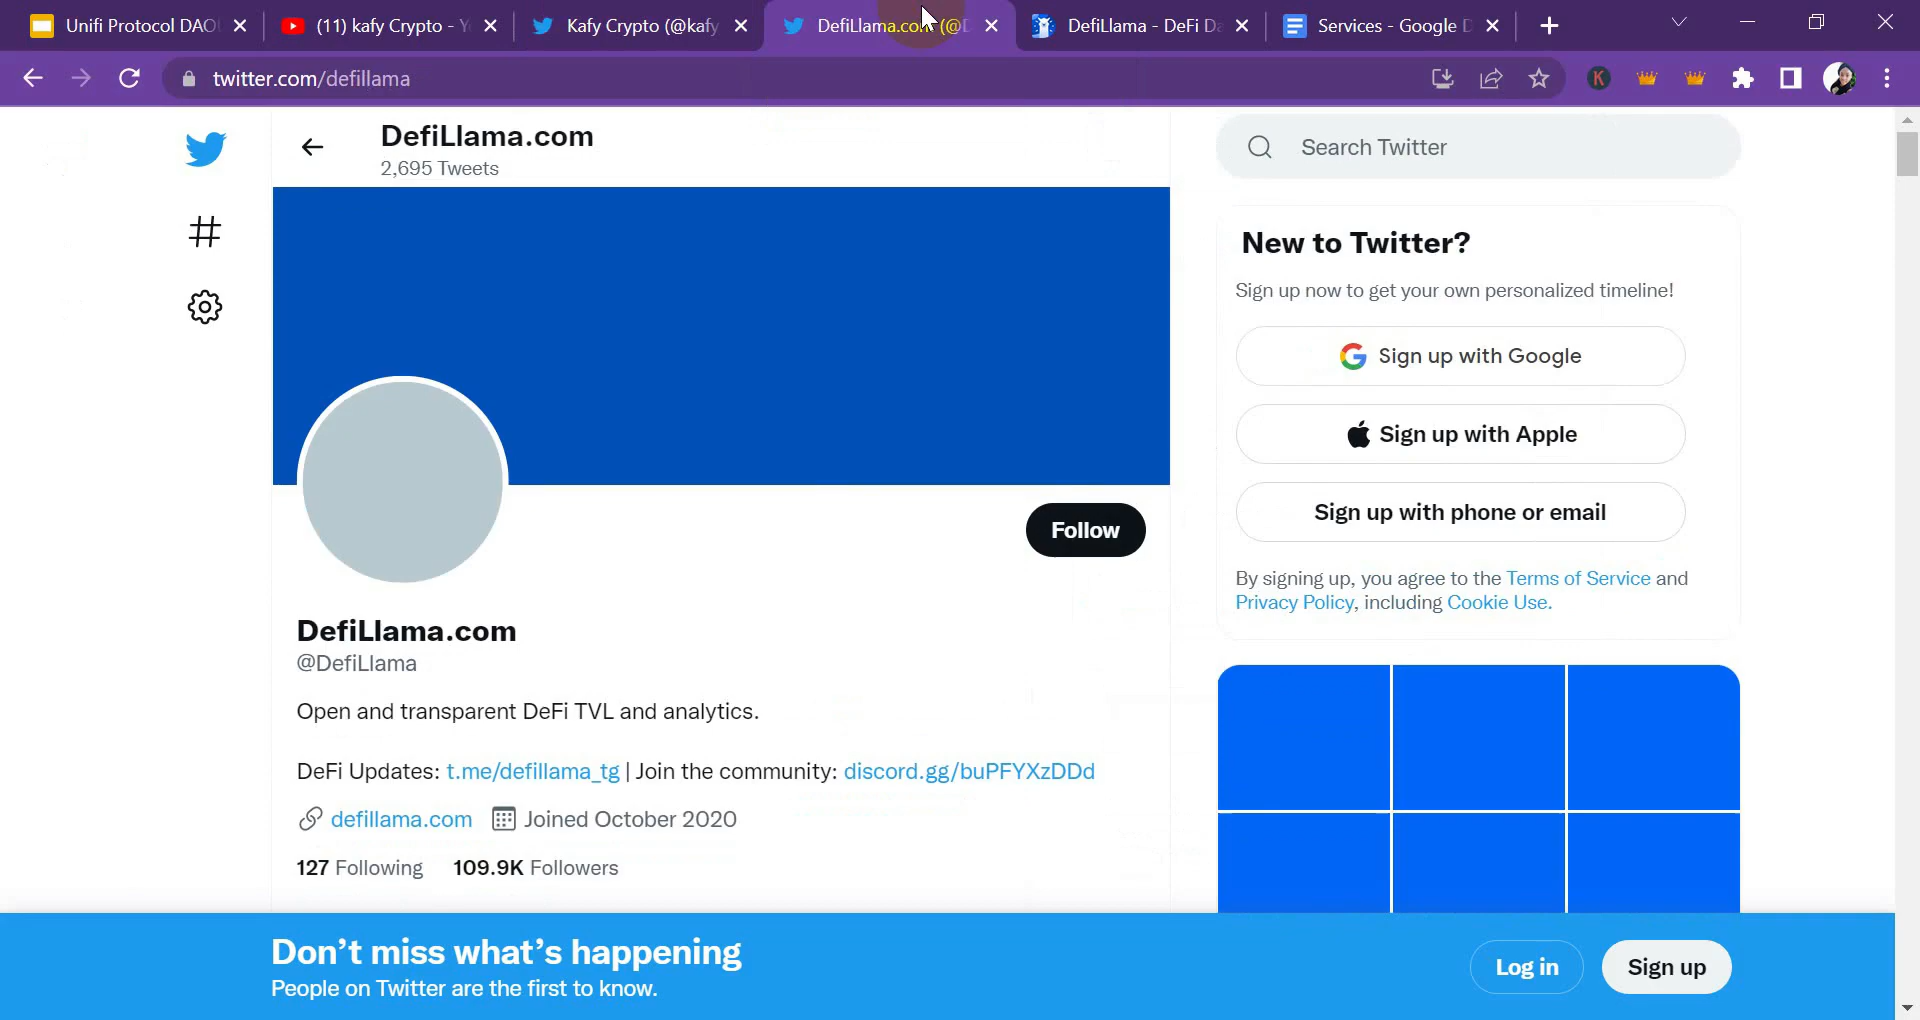 Unifi Protocol DAO
(11) kafy Crypto - Y
Kafy Crypto (@kafy
DefiLlama.com (@D
DefiLlama - DeFi Da
Services - Google D
twitter.com/defillama
K
DefiLlama.com
2,695 Tweets
Search Twitter
New to Twitter?
Sign up now to get your own personalized timeline!
Sign up with Google
Sign up with Apple
Sign up with phone or email
By signing up, you agree to the Terms of Service and
Privacy Policy, including Cookie Use.
Follow
DefiLlama.com
@DefiLlama
Open and transparent DeFi TVL and analytics.
DeFi Updates: t.me/defillama_tg | Join the community: discord.gg/buPFYXzDDd
defillama.com Joined October 2020
127 Following 109.9K Followers
Don’t miss what’s happening
People on Twitter are the first to know.
Log in
Sign up